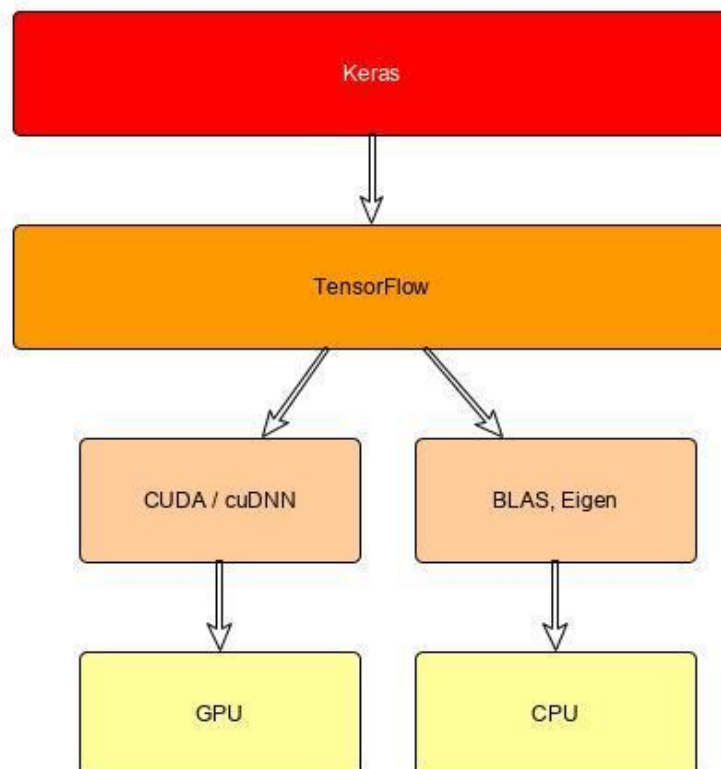 Keras
TensorFlow
CUDA / cuDNN
BLAS, Eigen
GPU
CPU